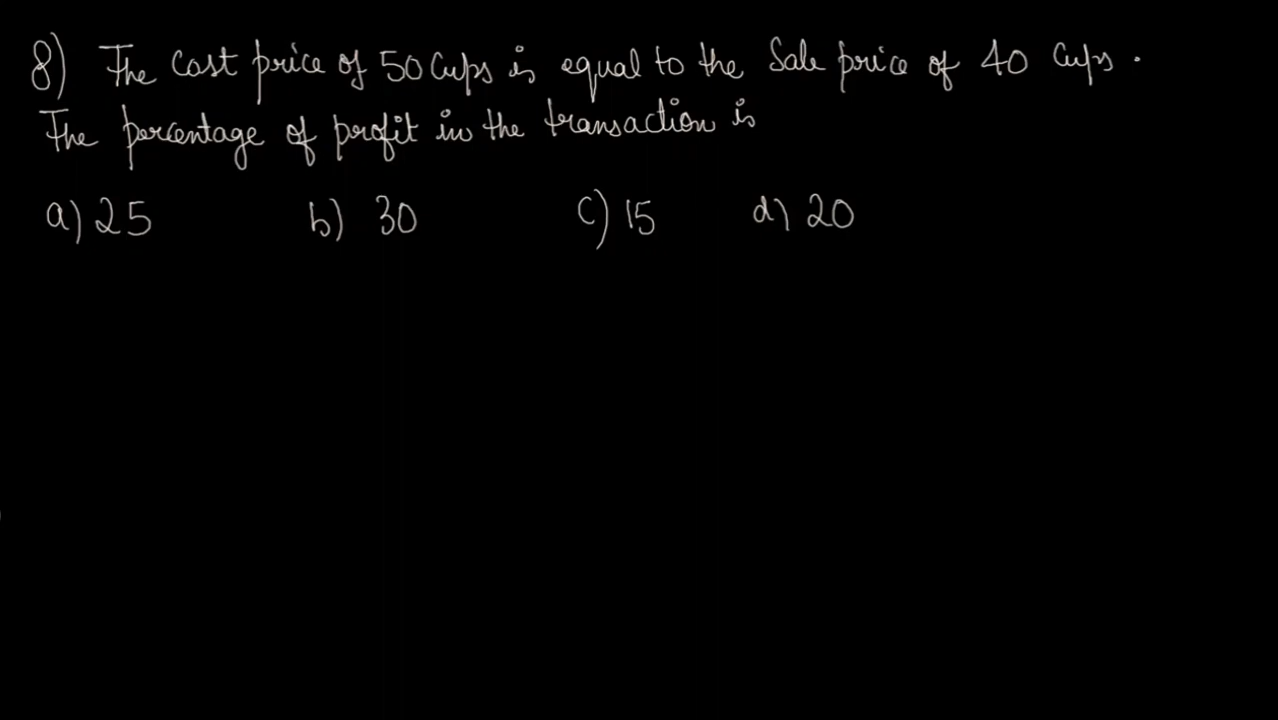 8) The Cost price of 50 Cups is equal to the Sale price of 40 Cups.
The percentage of profit in the transaction is
a) 25 b) 30 c) 15 d) 20